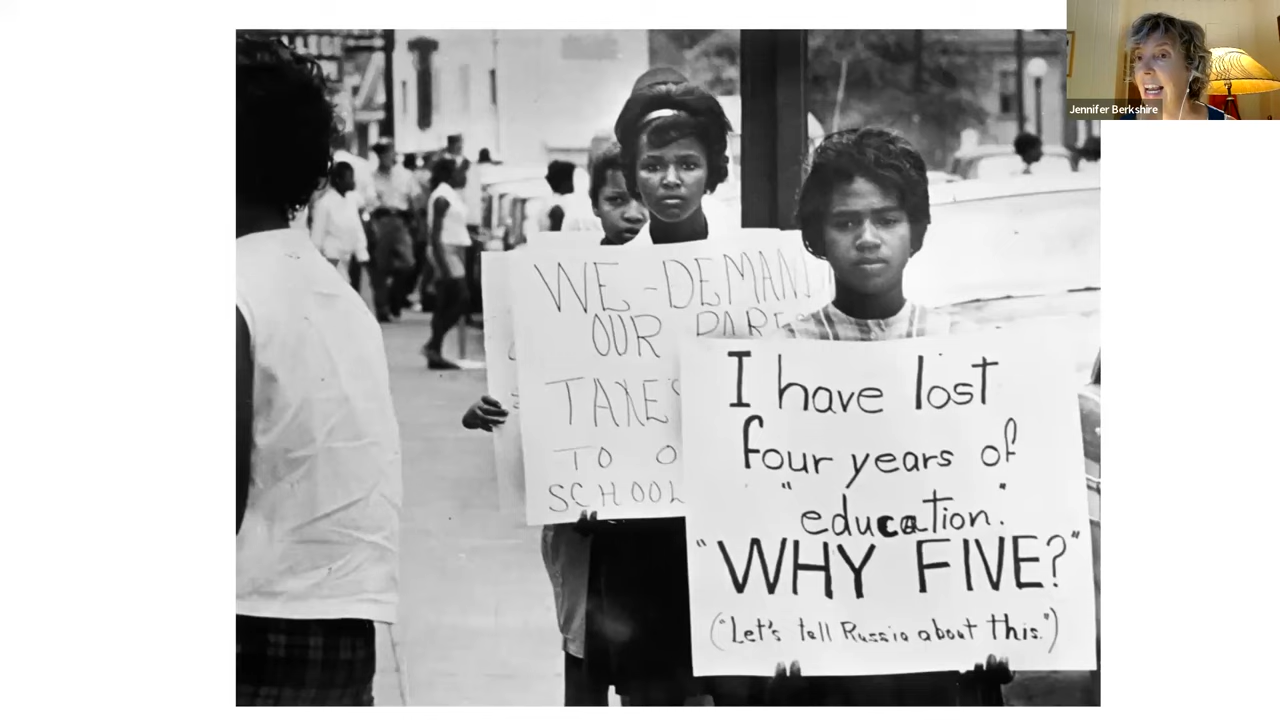 Jennifer Berkshire
WE-DEMAND
OUR
TO
SCHOOL
I have lost
four years of
"education."
"WHY FIVE?"
("Let's tell Russia about this.")